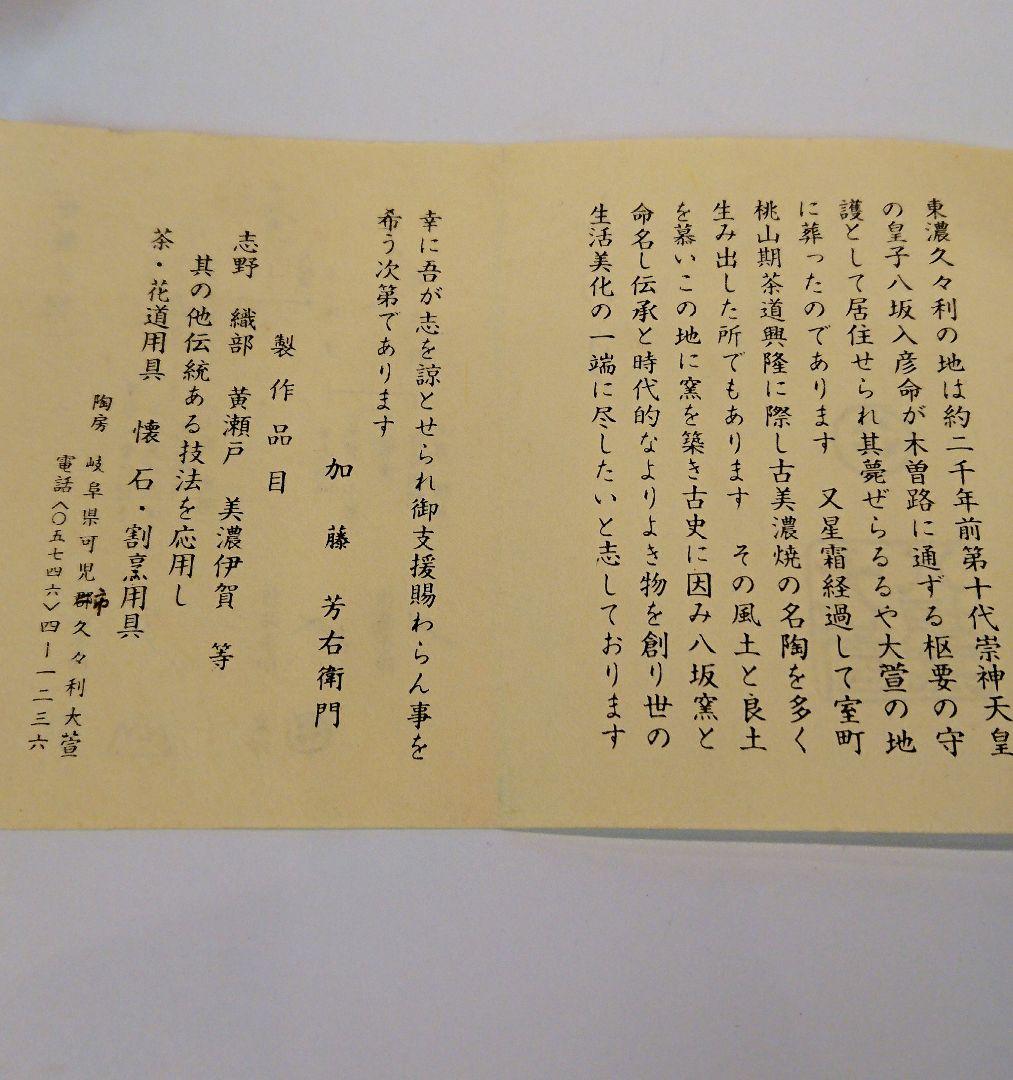 東濃久々利の地は約二千年前第十代崇神天皇
の皇子八坂入彦命が木曽路に通ずる枢要の守
護として居住せられ其薨ぜらるるや大萱の地
に葬ったのであります　又星霜経過して室町
桃山期茶道興隆に際し古美濃焼の名陶を多く
生み出した所でもあります　その風土と良土
を慕いこの地に窯を築き古史に因み八坂窯と
命名し伝承と時代的なよりよき物を創り世の
生活美化の一端に尽したいと志しております
幸に吾が志を諒とせられ御支援賜わらん事を
希う次第であります
加藤芳右衛門
製作品目
志野　織部　黄瀬戸　美濃伊賀　等
其の他伝統ある技法を応用し
茶・花道用具　懐石・割烹用具
陶房　岐阜県可児郡市久々利大萱
電話〈〇五七四六〉四ー一二三六